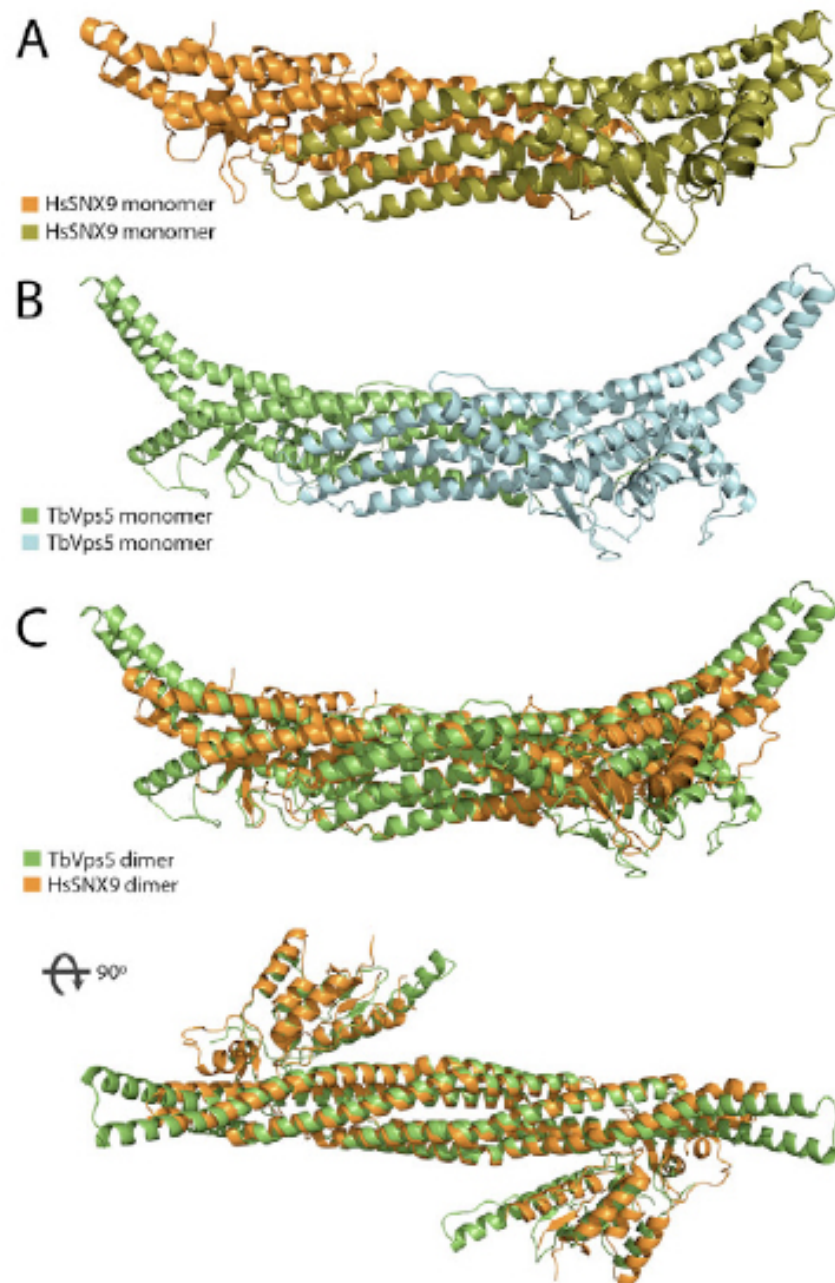 A
HsSNX9 monomer
HsSNX9 monomer
B
TbVps5 monomer
TbVps5 monomer
C
TbVps5 dimer
HsSNX9 dimer
90º